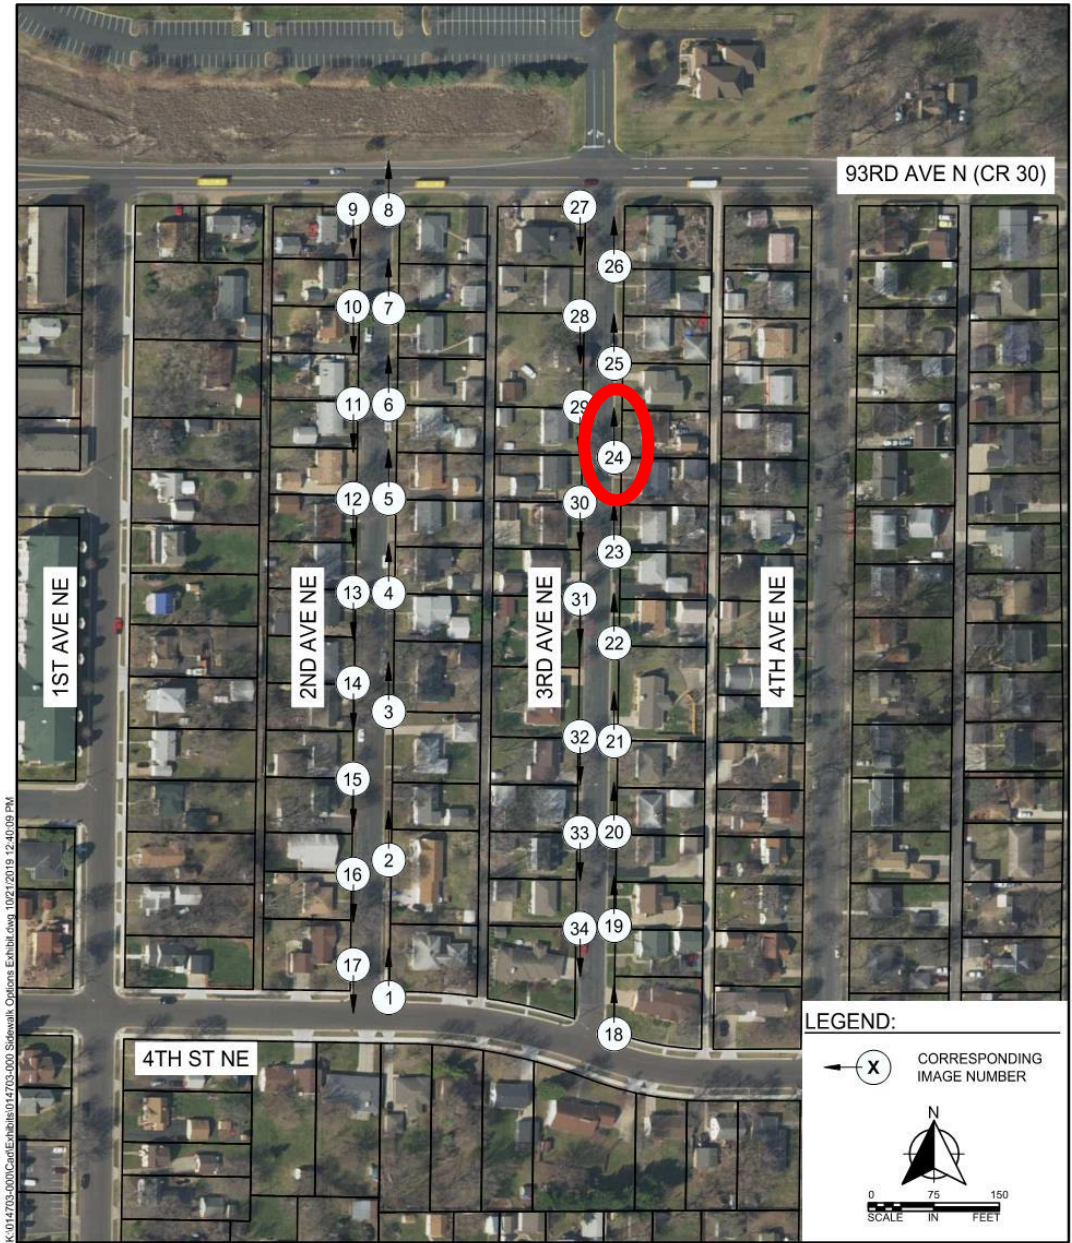 93RD AVE N (CR 30)
9
8
27
26
10
7
28
25
11
6
29
24
12
5
30
23
13
4
31
22
14
3
32
21
15
2
33
20
16
34
19
17
1
18
1ST AVE NE
2ND AVE NE
3RD AVE NE
4TH AVE NE
4TH ST NE
LEGEND:
X
CORRESPONDING
IMAGE NUMBER
N
0 75 150
SCALE IN FEET
K:\014703-000\Cad\Exhibits\014703-000 Sidewalk Options Exhibit.dwg 10/21/2019 12:40:09 PM